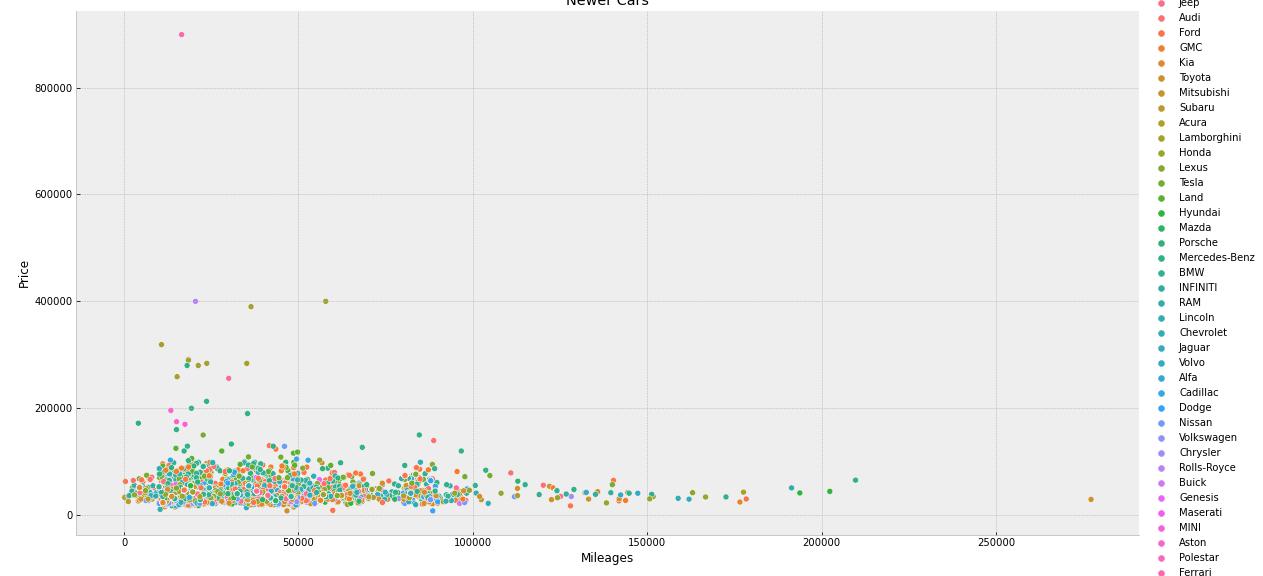 Newer Cars
800000
600000
400000
200000
0
Price
0
50000
100000
150000
200000
250000
Mileages
Jeep
Audi
Ford
GMC
Kia
Toyota
Mitsubishi
Subaru
Acura
Lamborghini
Honda
Lexus
Tesla
Land
Hyundai
Mazda
Porsche
Mercedes-Benz
BMW
INFINITI
RAM
Lincoln
Chevrolet
Jaguar
Volvo
Alfa
Cadillac
Dodge
Nissan
Volkswagen
Chrysler
Rolls-Royce
Buick
Genesis
Maserati
MINI
Aston
Polestar
Ferrari